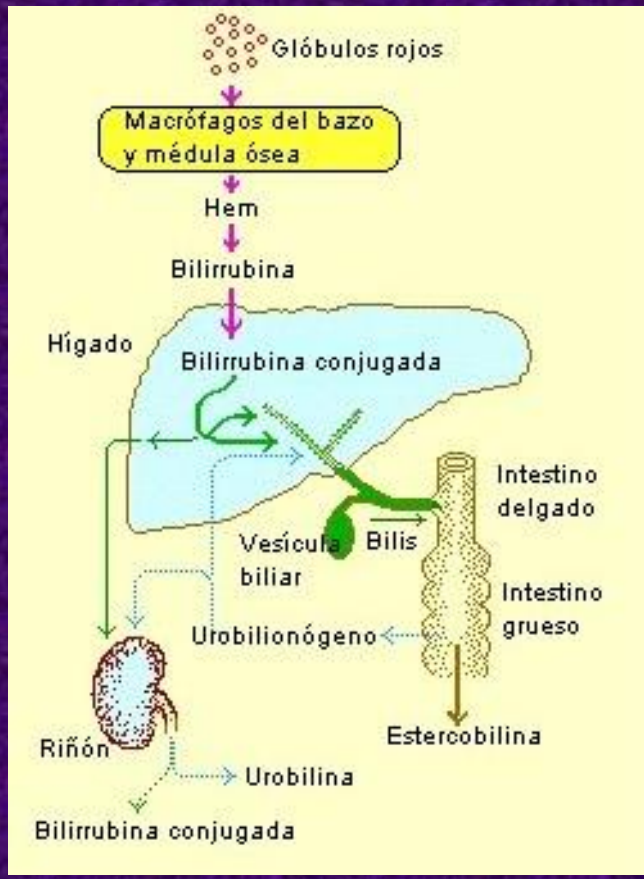 Glóbulos rojos
Macrófagos del bazo
y médula ósea
Hem
Bilirrubina
Hígado
Bilirrubina conjugada
Intestino
delgado
Vesícula
biliar
Bilis
Intestino
grueso
Urobilionógeno
Riñón
Estercobilina
Urobilina
Bilirrubina conjugada